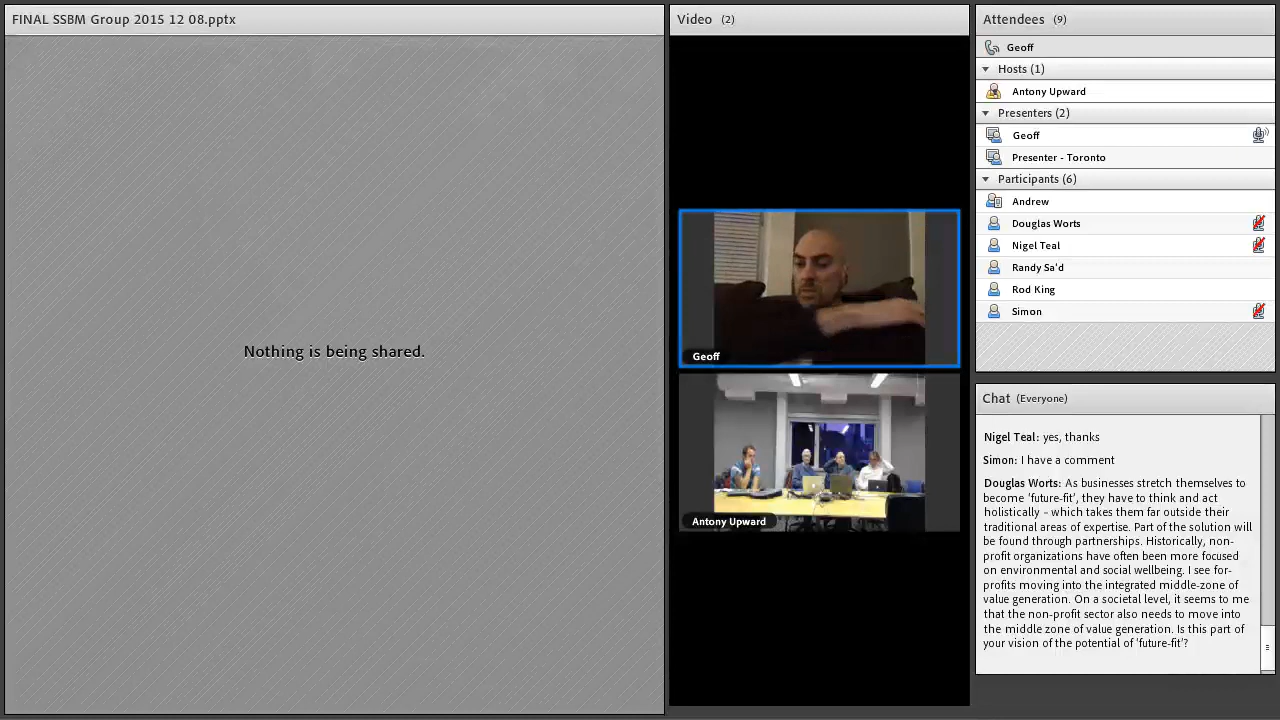 FINAL SSBM Group 2015 12 08.pptx
Nothing is being shared.
Video (2)
Geoff
Antony Upward
Attendees (9)
Geoff
Hosts (1)
Antony Upward
Presenters (2)
Geoff
Presenter - Toronto
Participants (6)
Andrew
Douglas Worts
Nigel Teal
Randy Sa'd
Rod King
Simon
Chat (Everyone)
Nigel Teal: yes, thanks
Simon: I have a comment
Douglas Worts: As businesses stretch themselves to
become ‘future-fit’, they have to think and act
holistically – which takes them far outside their
traditional areas of expertise. Part of the solution will
be found through partnerships. Historically, non-
profit organizations have often been more focused
on environmental and social wellbeing. I see for-
profits moving into the integrated middle-zone of
value generation. On a societal level, it seems to me
that the non-profit sector also needs to move into
the middle zone of value generation. Is this part of
your vision of the potential of ‘future-fit’?